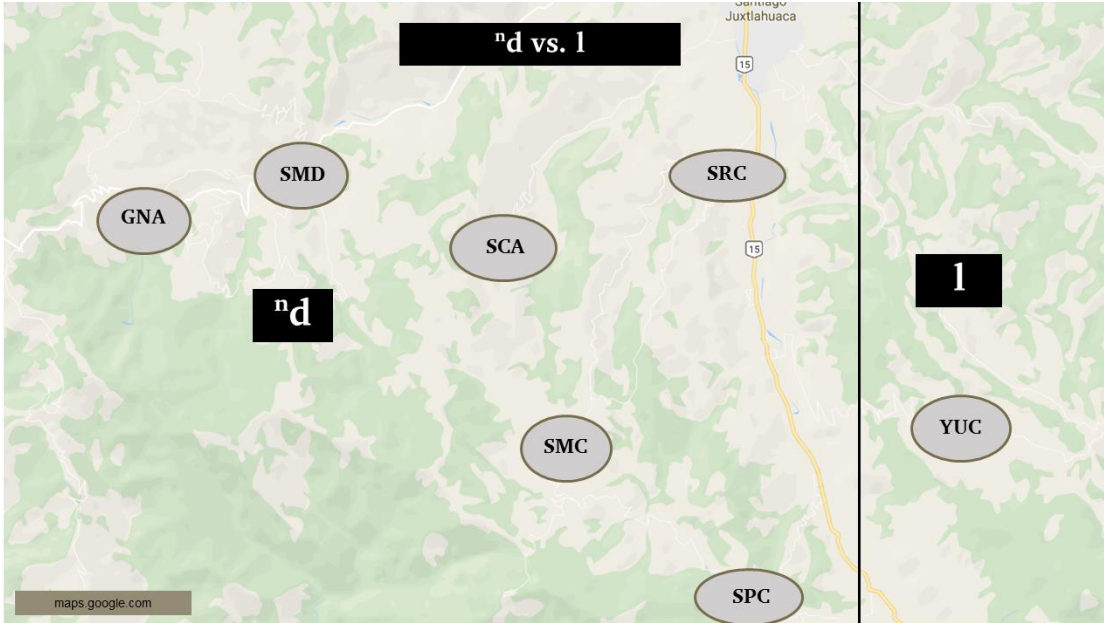 Santiago
Juxtlahuaca
ⁿd vs. l
15
SMD
SRC
GNA
SCA
15
l
ⁿd
YUC
SMC
SPC
maps.google.com